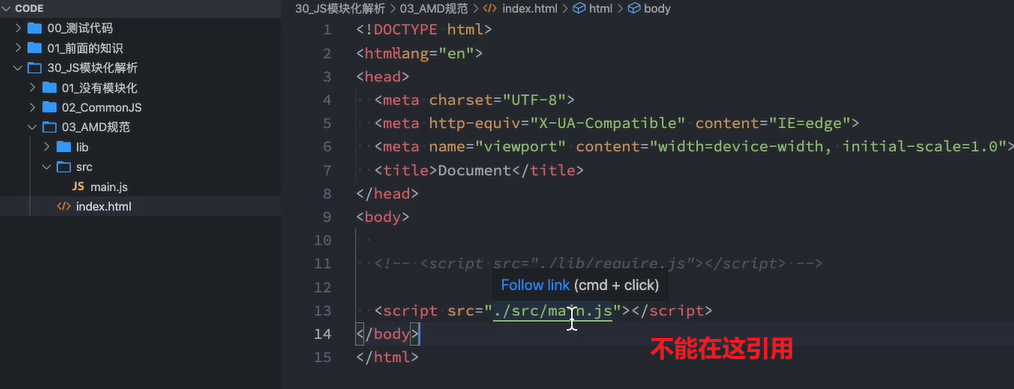 CODE
00_测试代码
01_前面的知识
30_JS模块化解析
01_没有模块化
02_CommonJS
03_AMD规范
lib
src
JS main.js
index.html
30_JS模块化解析 > 03_AMD规范 > index.html > html > body
1 <!DOCTYPE html>
2 <html lang="en">
3 <head>
4 <meta charset="UTF-8">
5 <meta http-equiv="X-UA-Compatible" content="IE=edge">
6 <meta name="viewport" content="width=device-width, initial-scale=1.0">
7 <title>Document</title>
8 </head>
9 <body>
10
11 <!-- <script src="./lib/require.js"></script> -->
Follow link (cmd + click)
12
13 <script src="./src/main.js"></script>
14 </body>
不能在这引用
15 </html>